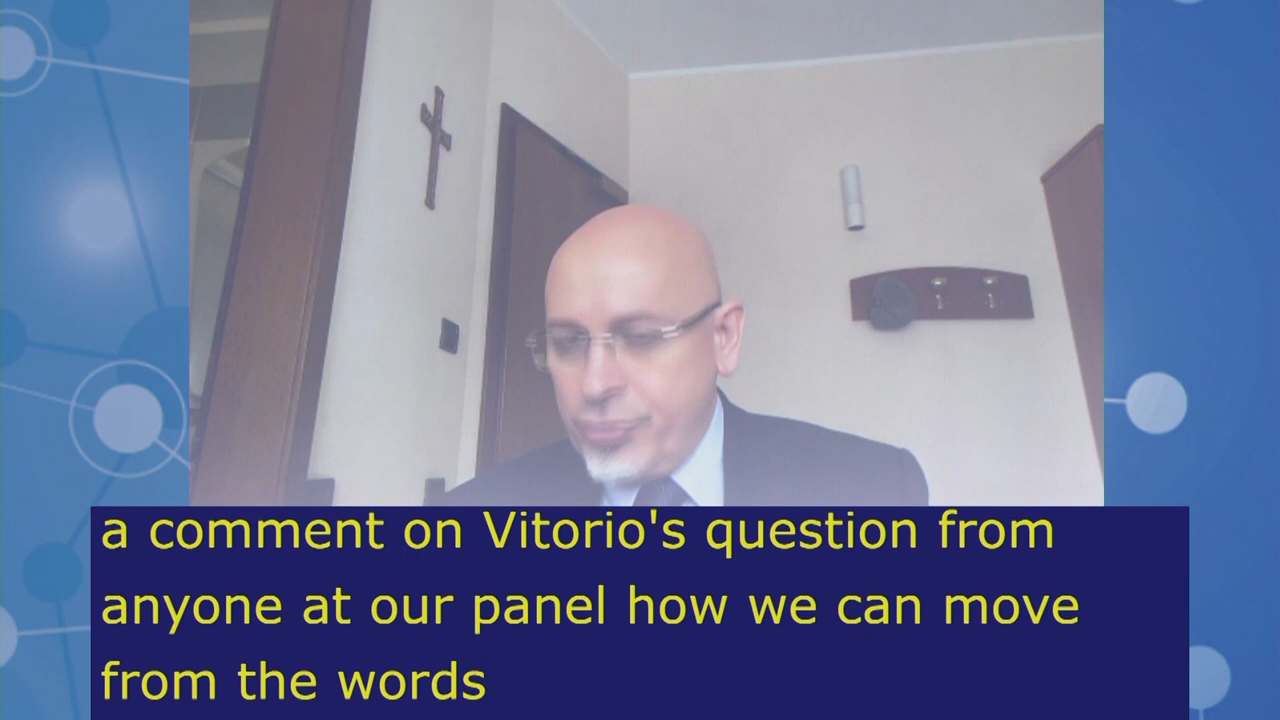 a comment on Vitorio's question from
anyone at our panel how we can move
from the words